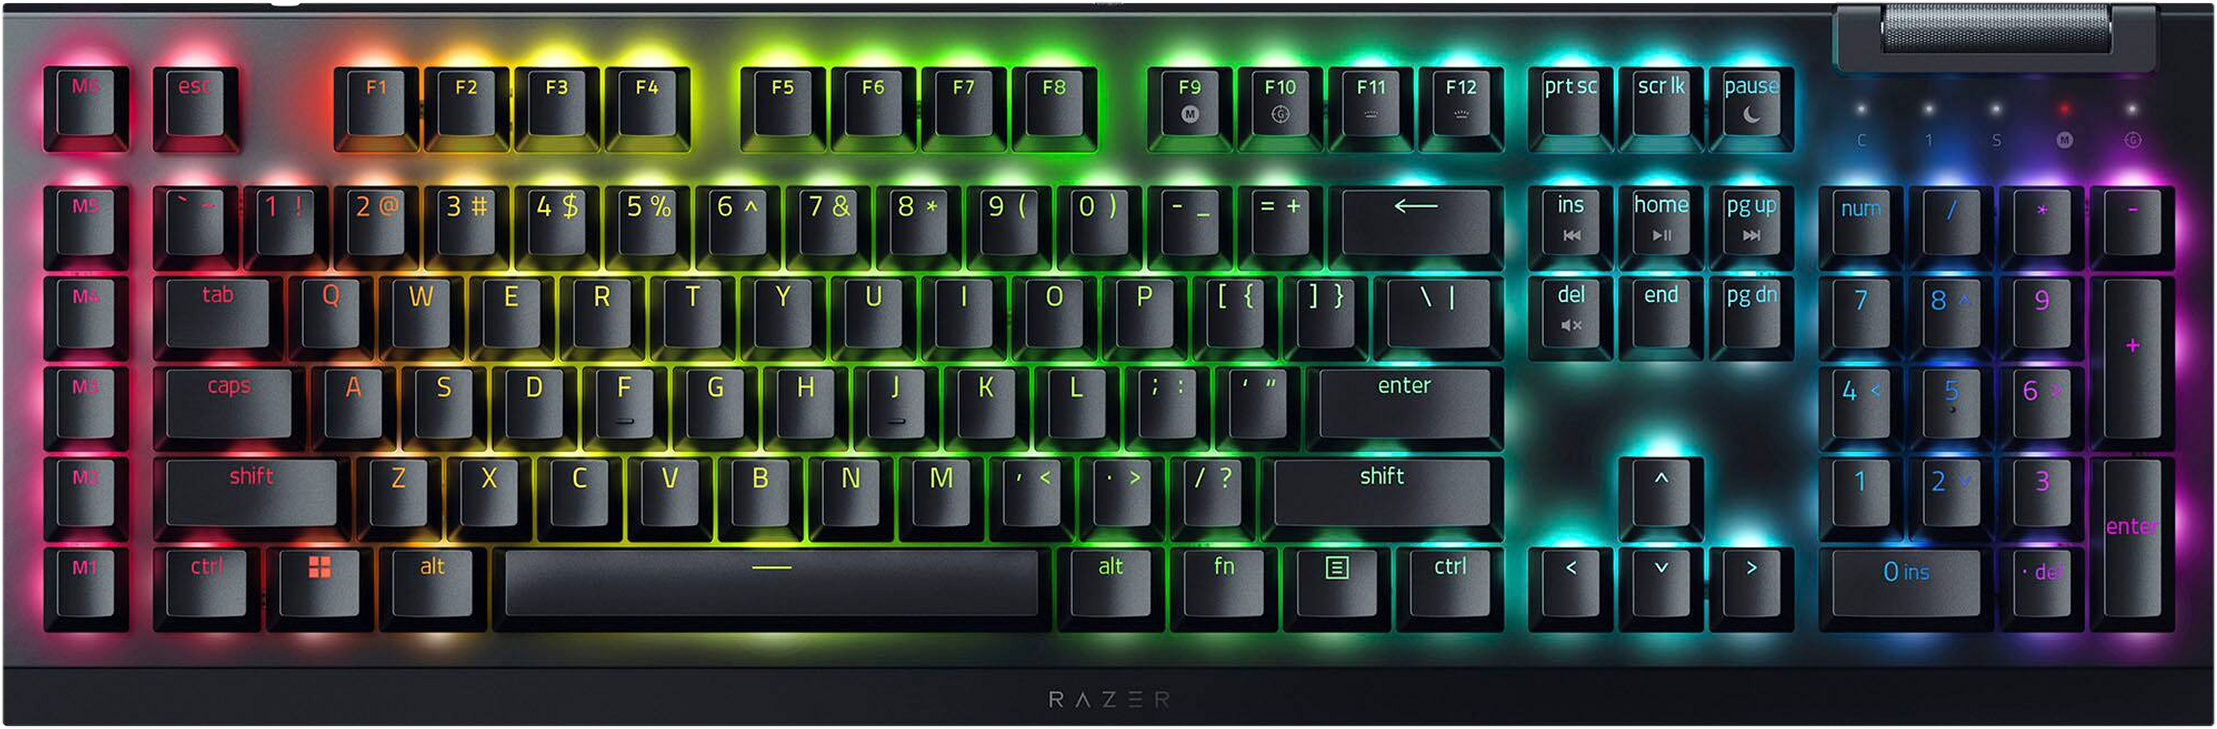 M6 esc F1 F2 F3 F4 F5 F6 F7 F8 F9 F10 F11 F12 prt sc scr lk pause
M G
C 1 S M G
M5 ` ~ 1 ! 2 @ 3 # 4 $ 5 % 6 ^ 7 & 8 * 9 ( 0 ) - _ = + ← ins home pg up num / * -
M4 tab Q W E R T Y U I O P [ { ] } \ | del end pg dn 7 8 ^ 9 +
M3 caps A S D F G H J K L ; : ' " enter 4 < 5 6 >
M2 shift Z X C V B N M , < . > / ? shift ^ 1 2 v 3 enter
M1 ctrl alt — alt fn ctrl < v > 0 ins . del
RAZER